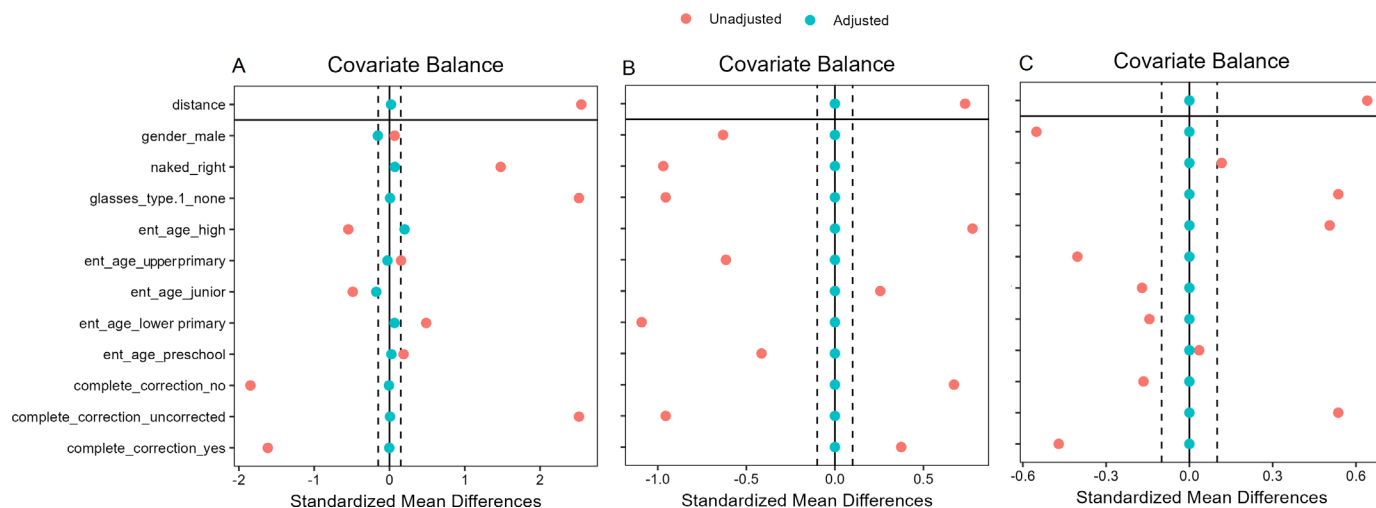 Unadjusted Adjusted
A Covariate Balance
B Covariate Balance
C Covariate Balance
distance
gender_male
naked_right
glasses_type.1_none
ent_age_high
ent_age_upperprimary
ent_age_junior
ent_age_lower primary
ent_age_preschool
complete_correction_no
complete_correction_uncorrected
complete_correction_yes
-2 -1 0 1 2
-1.0 -0.5 0.0 0.5
-0.6 -0.3 0.0 0.3 0.6
Standardized Mean Differences
Standardized Mean Differences
Standardized Mean Differences